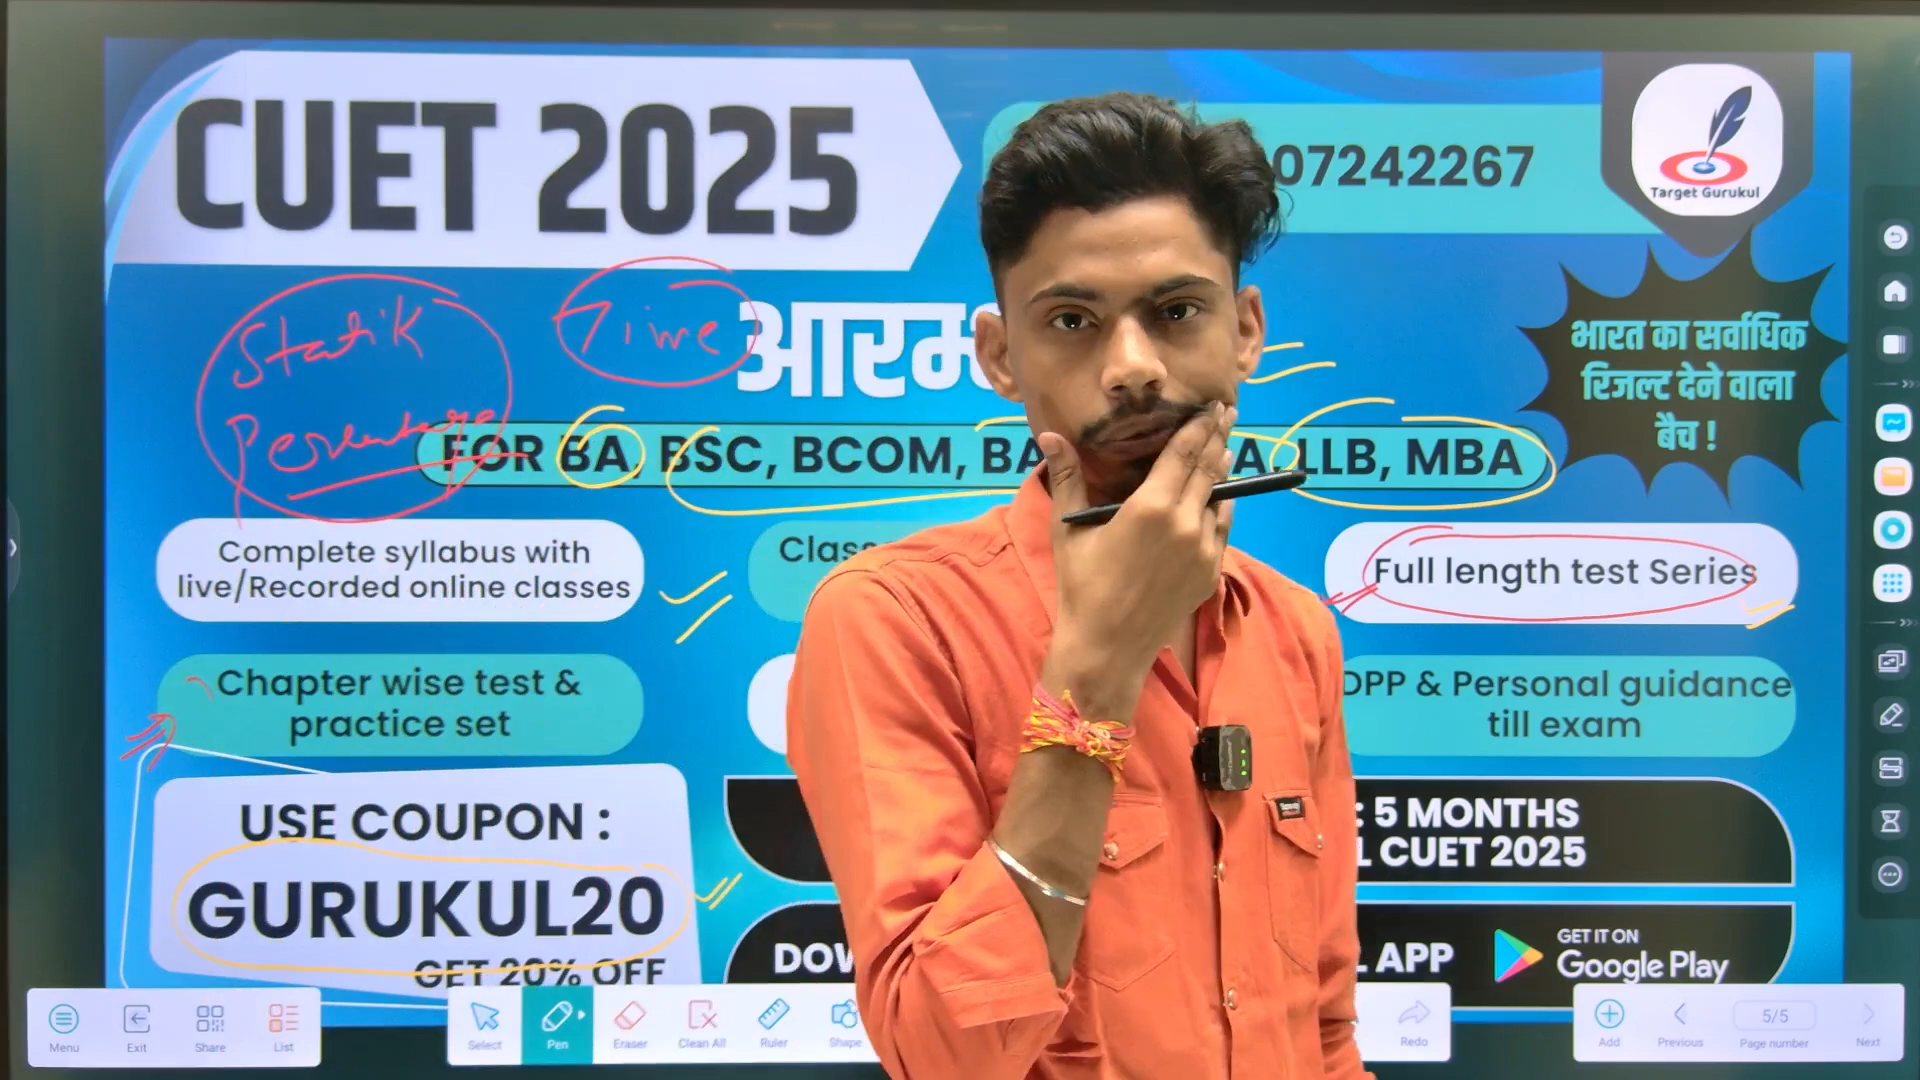 CUET 2025
07242267
Target Gurukul
Statik
Time
आरम्भ
भारत का सर्वाधिक
रिजल्ट देने वाला
बैच !
FOR BA, BSC, BCOM, BA A, LLB, MBA
Complete syllabus with
live/Recorded online classes
Class
Full length test Series
Chapter wise test &
practice set
DPP & Personal guidance
till exam
USE COUPON :
GURUKUL20
GET 20% OFF
: 5 MONTHS
L CUET 2025
DOW
L APP
GET IT ON
Google Play
Menu
Exit
Share
List
Select
Pen
Eraser
Clean All
Ruler
Shape
Redo
Add
Previous
5/5
Page number
Next